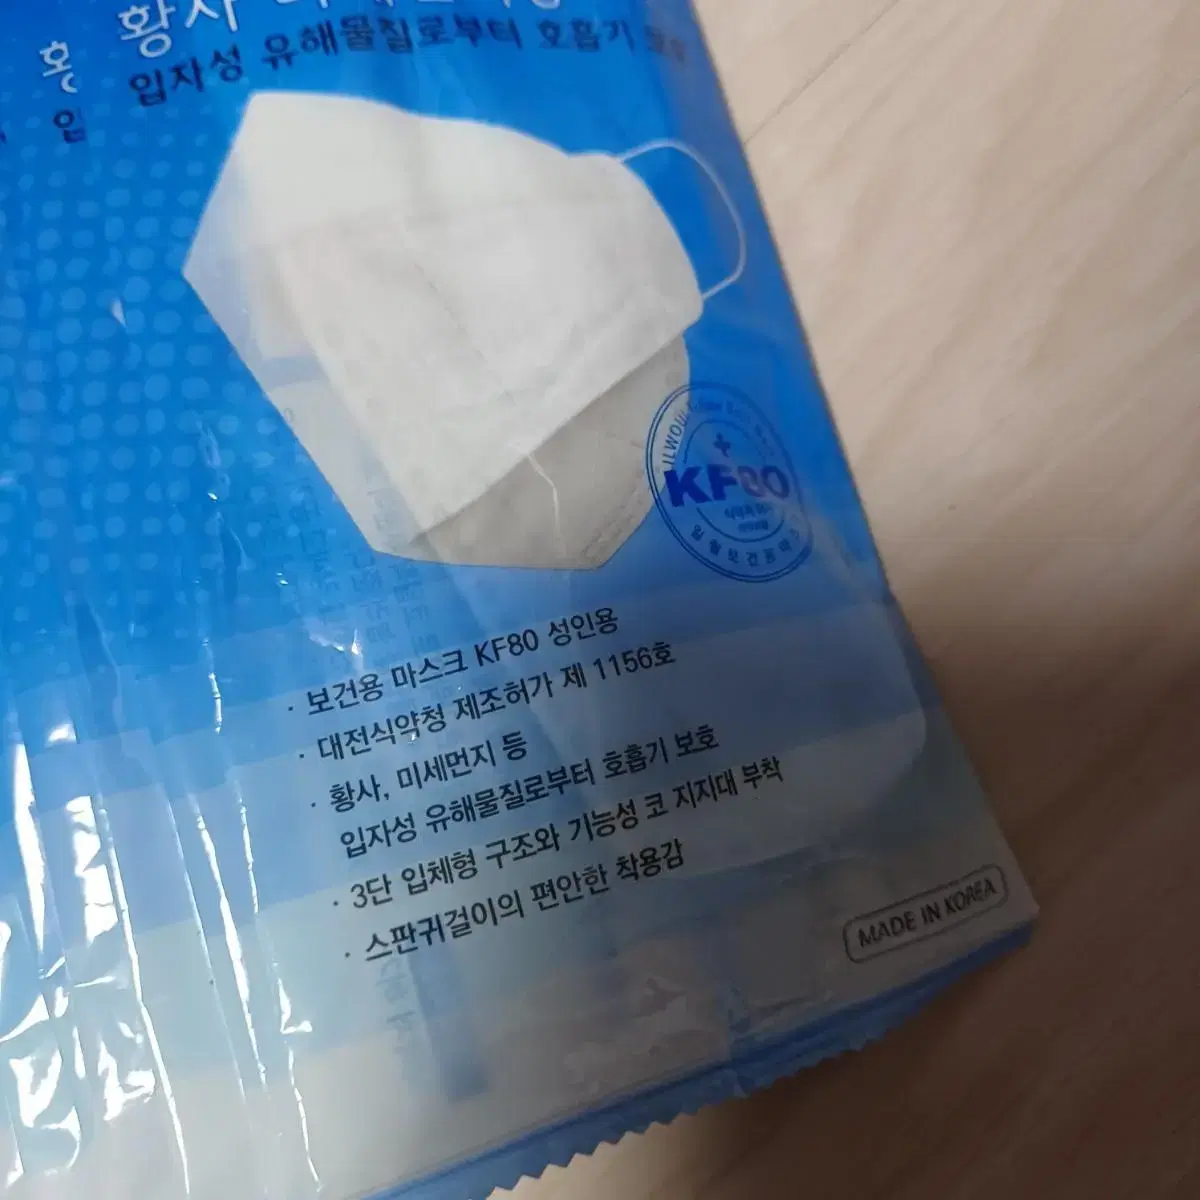 황사
입자성 유해물질로부터 호흡기
입
KF80
· 보건용 마스크 KF80 성인용
· 대전식약청 제조허가 제 1156호
· 황사, 미세먼지 등
입자성 유해물질로부터 호흡기 보호
· 3단 입체형 구조와 기능성 코 지지대 부착
· 스판귀걸이의 편안한 착용감
MADE IN KOREA